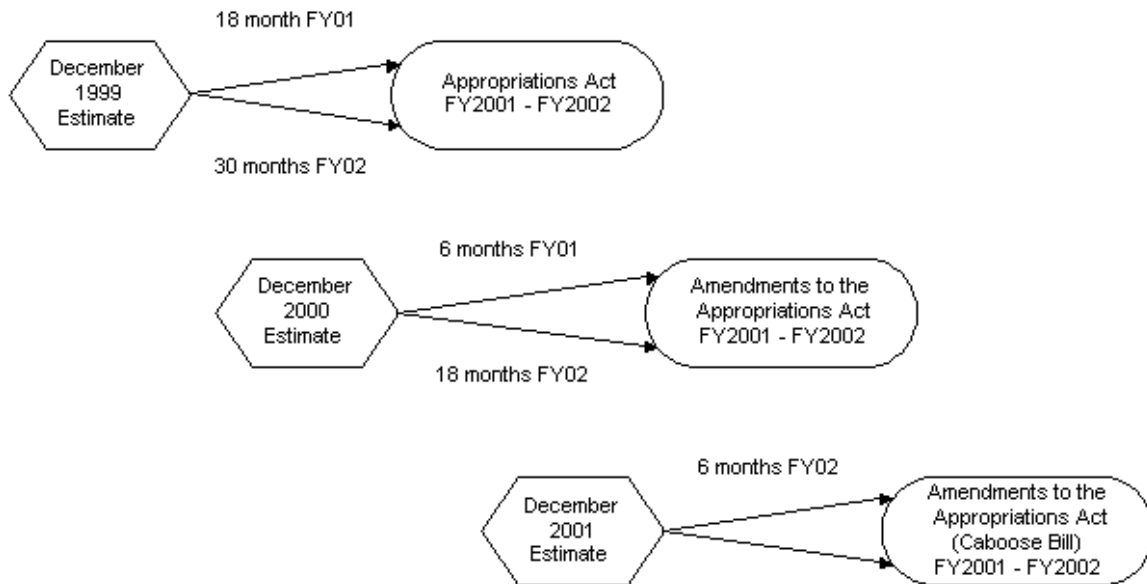 18 month FY01
December
1999
Estimate
Appropriations Act
FY2001 - FY2002
30 months FY02
6 months FY01
December
2000
Estimate
Amendments to the
Appropriations Act
FY2001 - FY2002
18 months FY02
6 months FY02
December
2001
Estimate
Amendments to the
Appropriations Act
(Caboose Bill)
FY2001 - FY2002